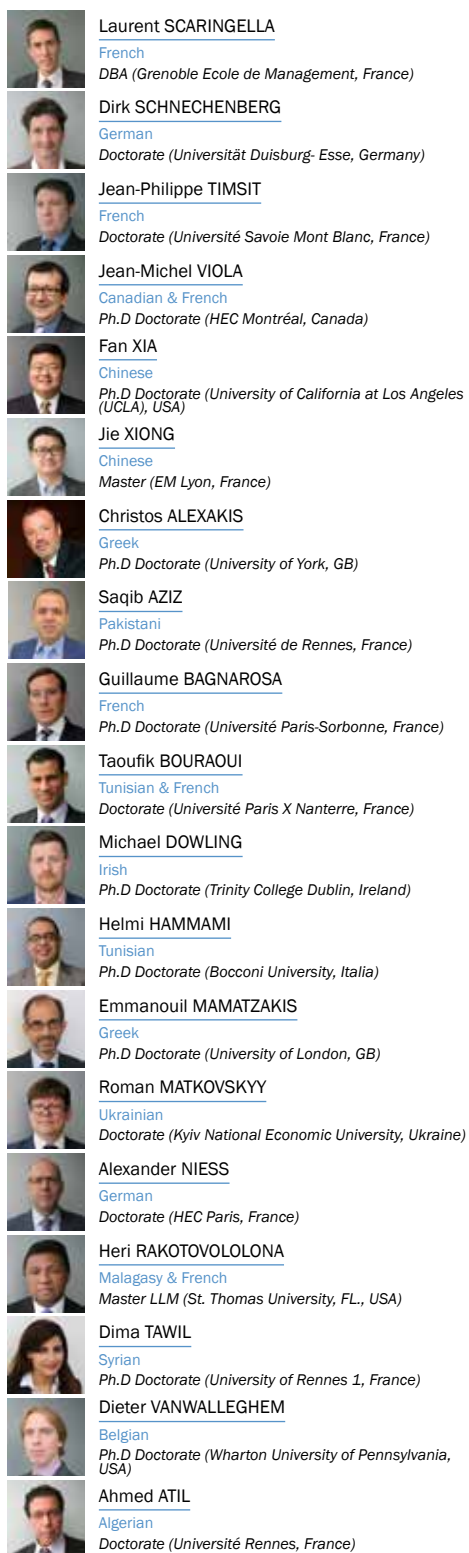 Laurent SCARINGELLA
French
DBA (Grenoble Ecole de Management, France)
Dirk SCHNECHENBERG
German
Doctorate (Universität Duisburg- Esse, Germany)
Jean-Philippe TIMSIT
French
Doctorate (Université Savoie Mont Blanc, France)
Jean-Michel VIOLA
Canadian & French
Ph.D Doctorate (HEC Montréal, Canada)
Fan XIA
Chinese
Ph.D Doctorate (University of California at Los Angeles
(UCLA), USA)
Jie XIONG
Chinese
Master (EM Lyon, France)
Christos ALEXAKIS
Greek
Ph.D Doctorate (University of York, GB)
Saqib AZIZ
Pakistani
Ph.D Doctorate (Université de Rennes, France)
Guillaume BAGNAROSA
French
Ph.D Doctorate (Université Paris-Sorbonne, France)
Taoufik BOURAOUI
Tunisian & French
Doctorate (Université Paris X Nanterre, France)
Michael DOWLING
Irish
Ph.D Doctorate (Trinity College Dublin, Ireland)
Helmi HAMMAMI
Tunisian
Ph.D Doctorate (Bocconi University, Italia)
Emmanouil MAMATZAKIS
Greek
Ph.D Doctorate (University of London, GB)
Roman MATKOVSKYY
Ukrainian
Doctorate (Kyiv National Economic University, Ukraine)
Alexander NIESS
German
Doctorate (HEC Paris, France)
Heri RAKOTOVOLOLONA
Malagasy & French
Master LLM (St. Thomas University, FL., USA)
Dima TAWIL
Syrian
Ph.D Doctorate (University of Rennes 1, France)
Dieter VANWALLEGHEM
Belgian
Ph.D Doctorate (Wharton University of Pennsylvania,
USA)
Ahmed ATIL
Algerian
Doctorate (Université Rennes, France)